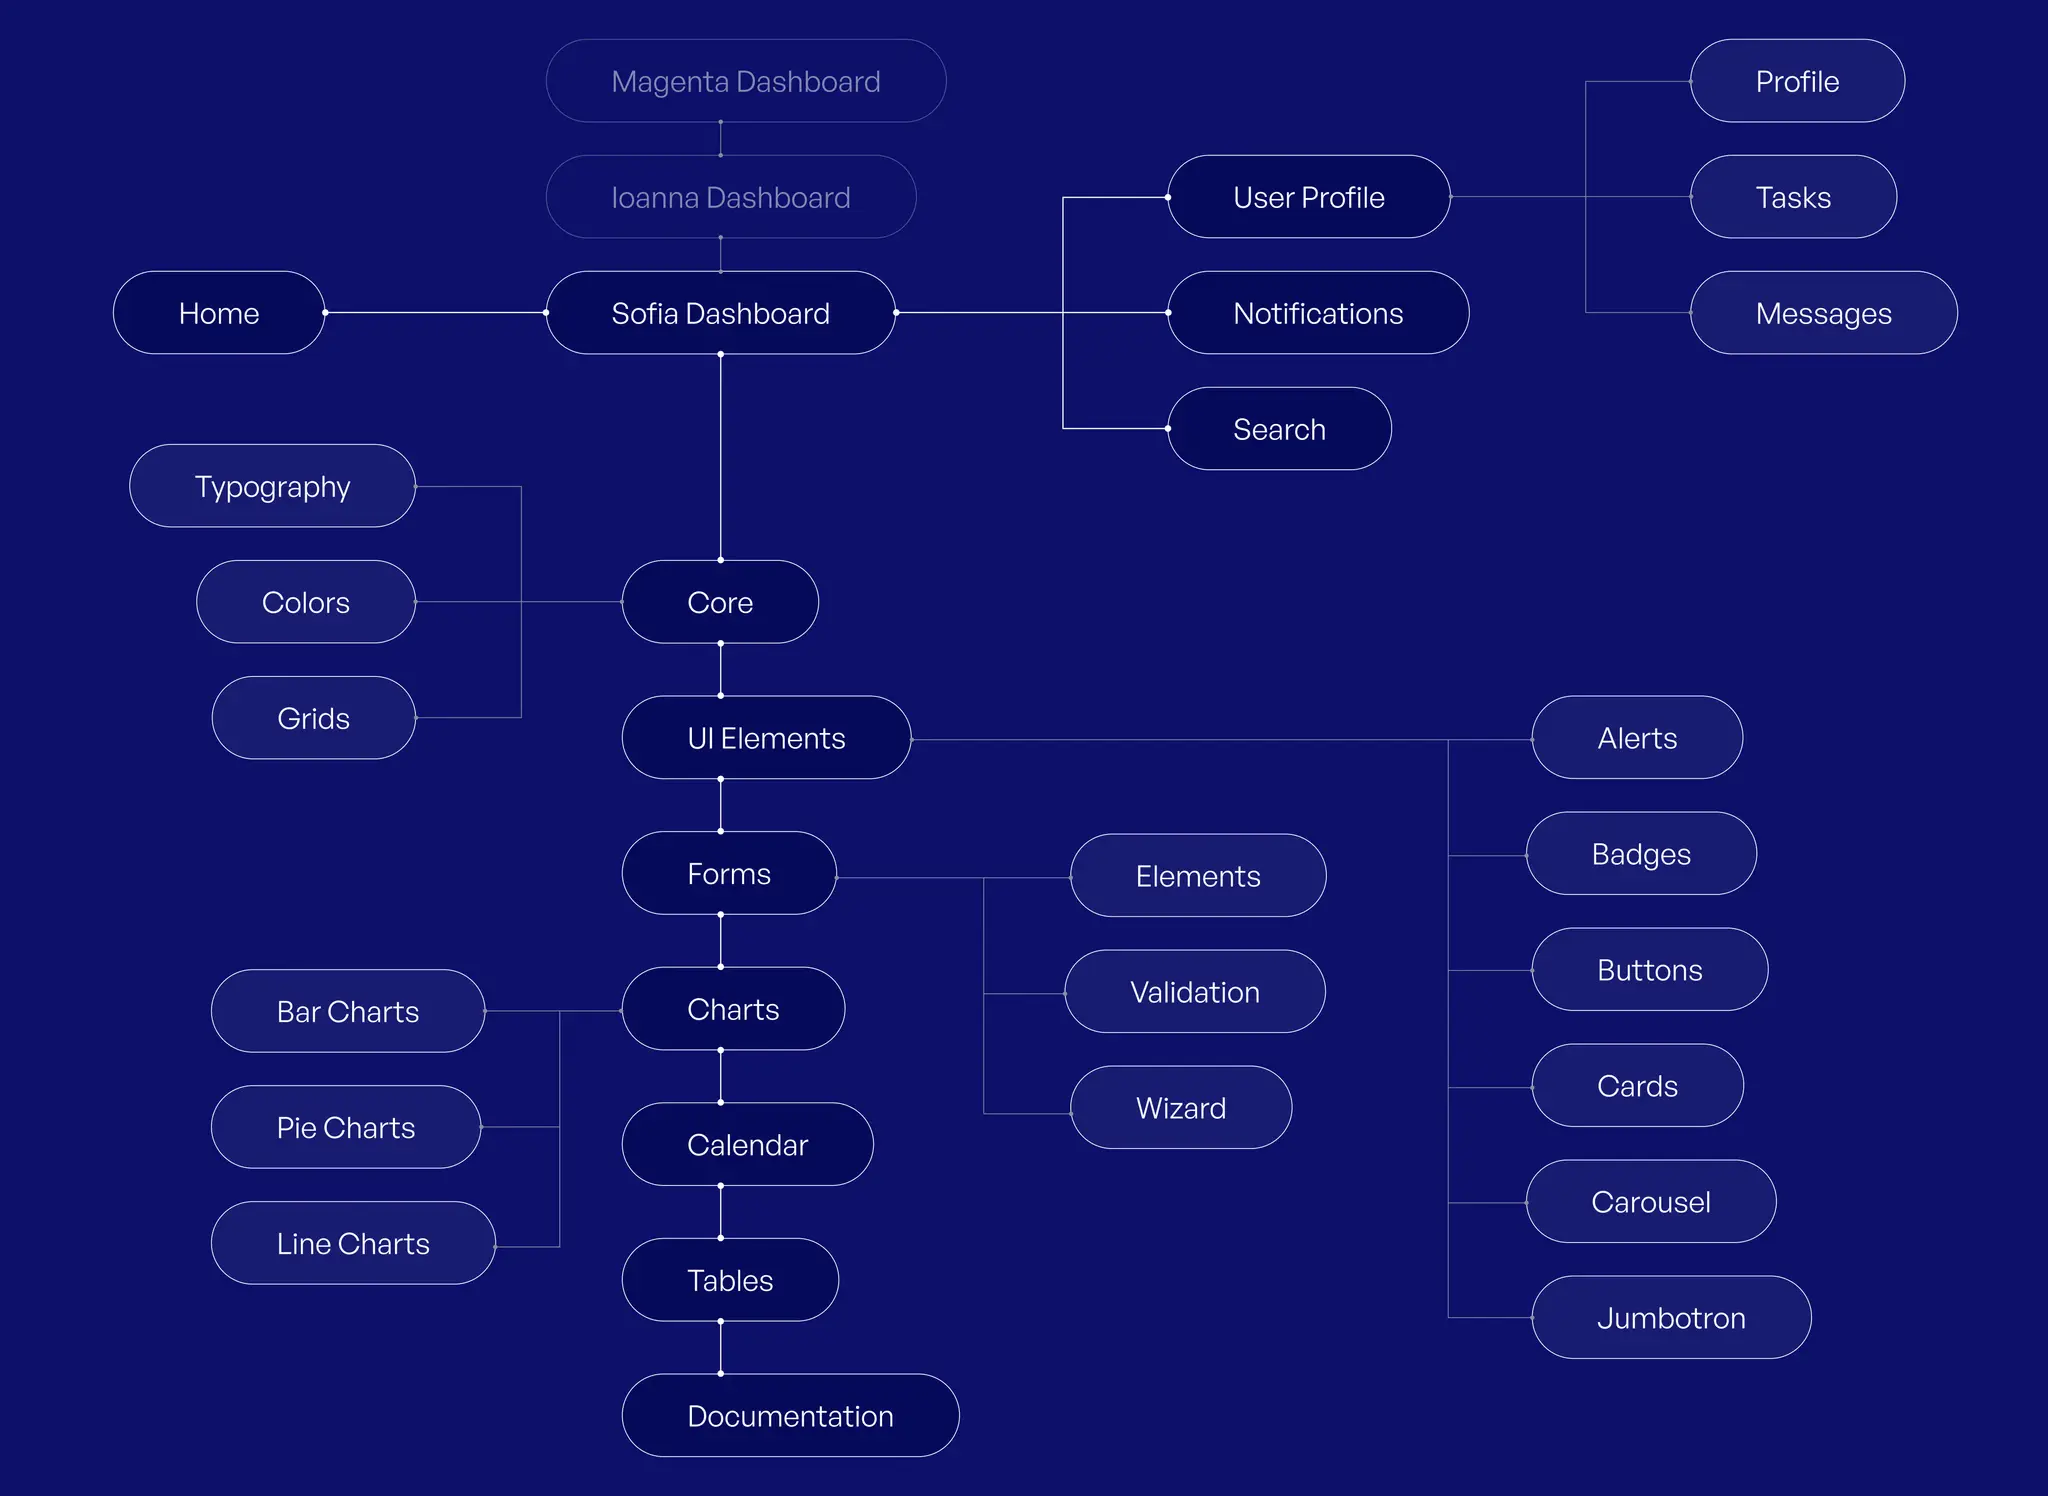 Magenta Dashboard
Profile
Ioanna Dashboard
User Profile
Tasks
Home
Sofia Dashboard
Notifications
Messages
Search
Typography
Colors
Core
Grids
UI Elements
Alerts
Forms
Elements
Badges
Validation
Buttons
Bar Charts
Charts
Wizard
Cards
Pie Charts
Calendar
Carousel
Line Charts
Tables
Jumbotron
Documentation